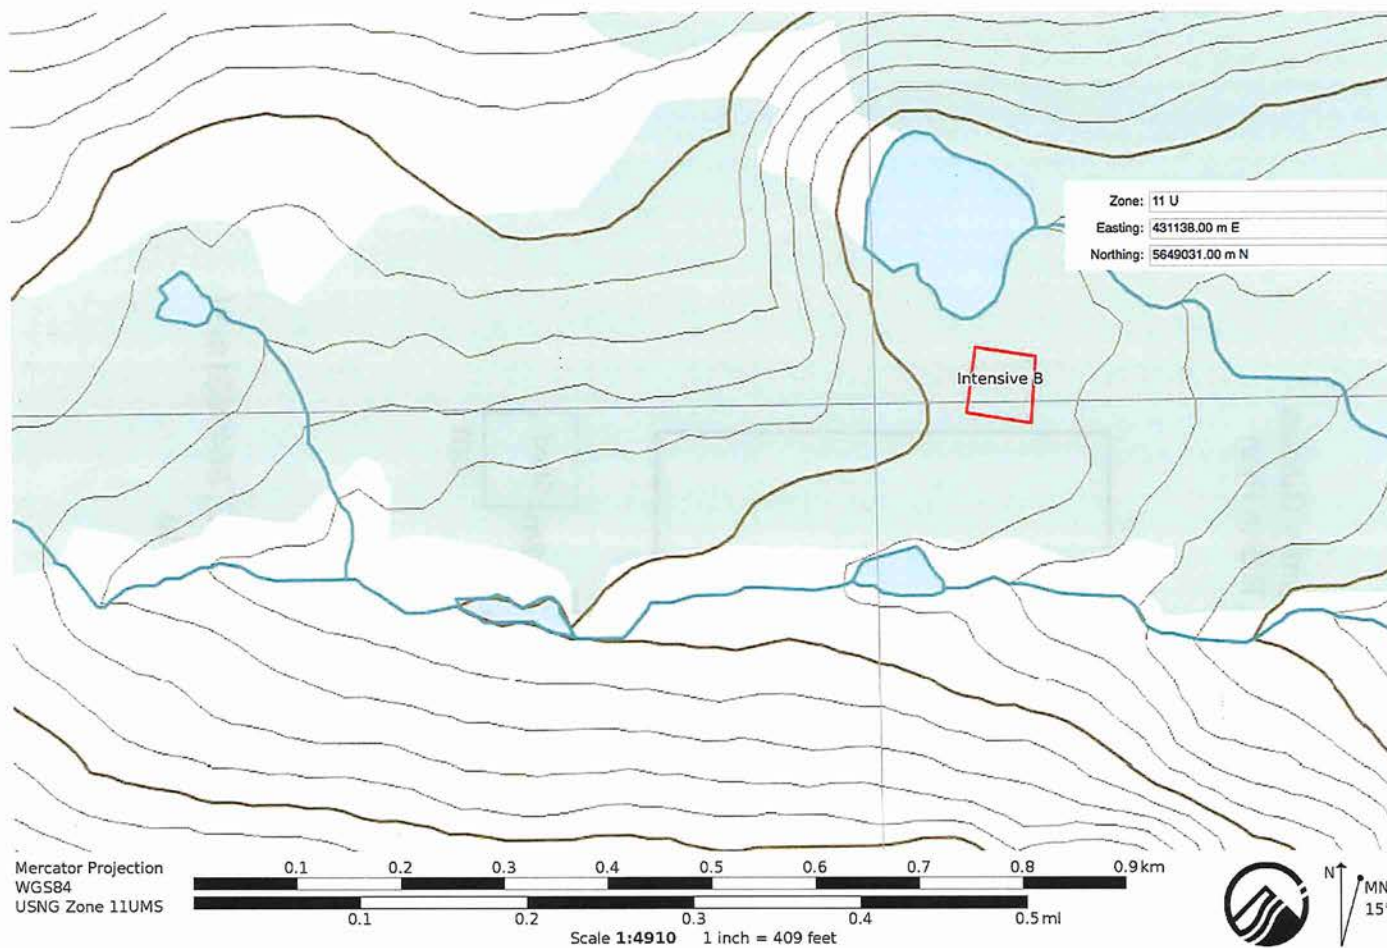 Zone: 11 U
Easting: 431138.00 m E
Northing: 5649031.00 m N
Intensive B
Mercator Projection
WGS84
USNG Zone 11UMS
0.1 0.2 0.3 0.4 0.5 0.6 0.7 0.8 0.9 km
0.1 0.2 0.3 0.4 0.5 mi
Scale 1:4910 1 inch = 409 feet
N
MN
15°